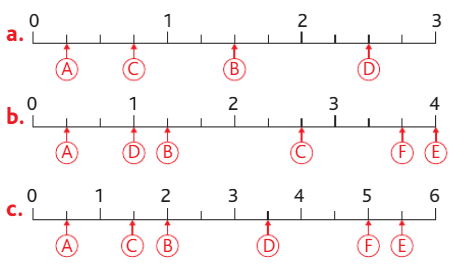 0 1 2 3
a.
A C B D
0 1 2 3 4
b.
A D B C F E
0 1 2 3 4 5 6
c.
A C B D F E